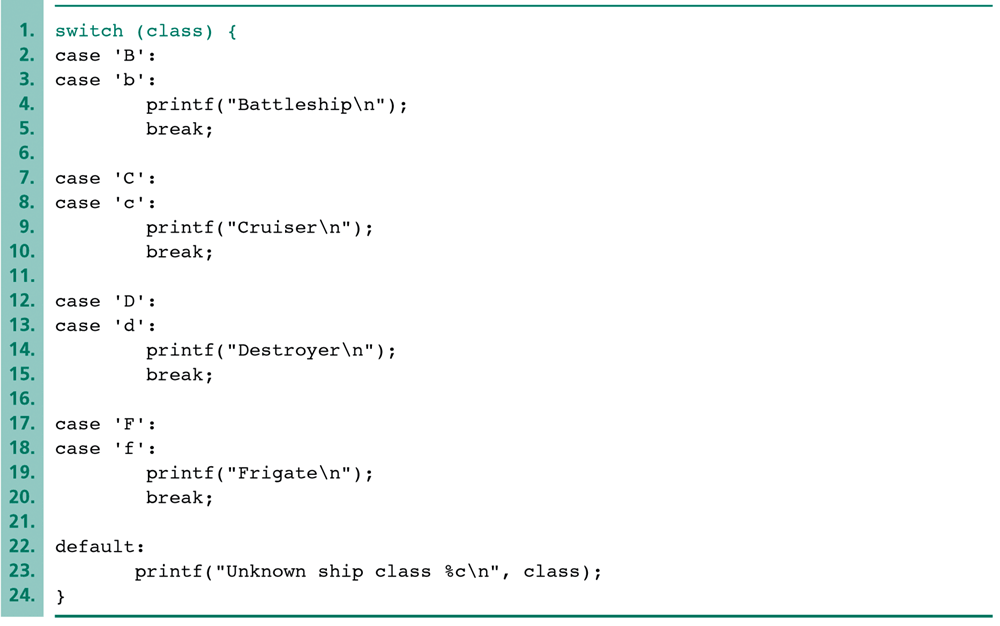 1. switch (class) {
2. case 'B':
3. case 'b':
4.         printf("Battleship\n");
5.         break;
6.
7. case 'C':
8. case 'c':
9.         printf("Cruiser\n");
10.         break;
11.
12. case 'D':
13. case 'd':
14.         printf("Destroyer\n");
15.         break;
16.
17. case 'F':
18. case 'f':
19.         printf("Frigate\n");
20.         break;
21.
22. default:
23.        printf("Unknown ship class %c\n", class);
24. }